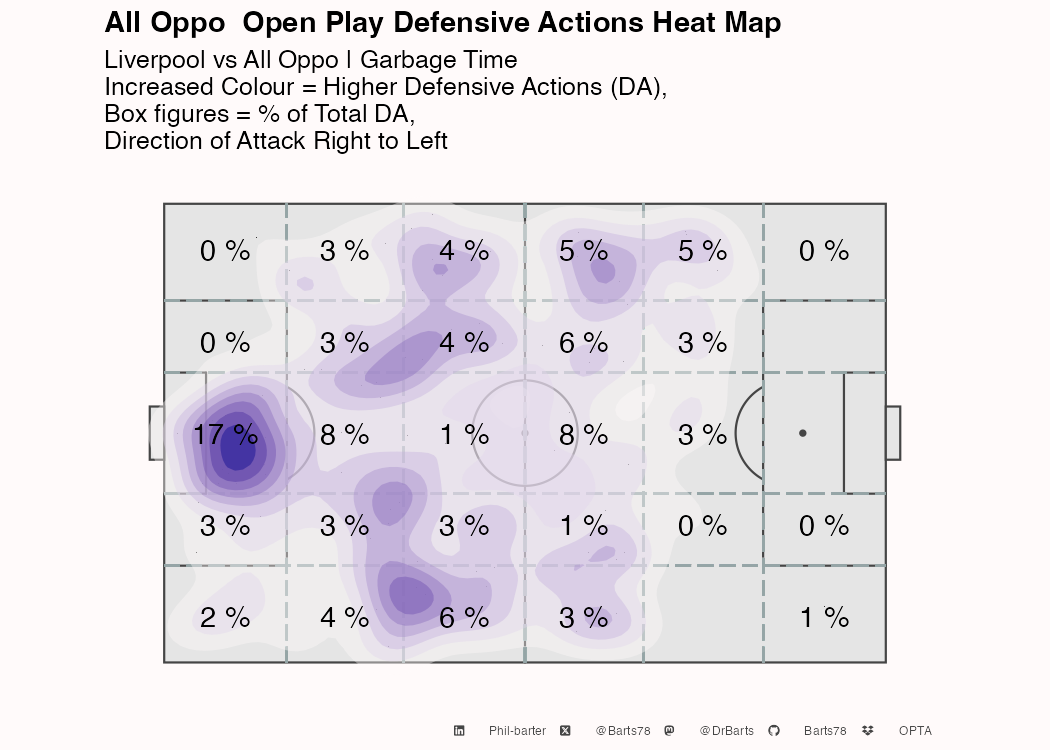 All Oppo  Open Play Defensive Actions Heat Map
Liverpool vs All Oppo | Garbage Time
Increased Colour = Higher Defensive Actions (DA),
Box figures = % of Total DA,
Direction of Attack Right to Left
0 % 3 % 4 % 5 % 5 % 0 %
0 % 3 % 4 % 6 % 3 %
17 % 8 % 1 % 8 % 3 %
3 % 3 % 3 % 1 % 0 % 0 %
2 % 4 % 6 % 3 % 1 %
Phil-barter @Barts78 @DrBarts Barts78 OPTA